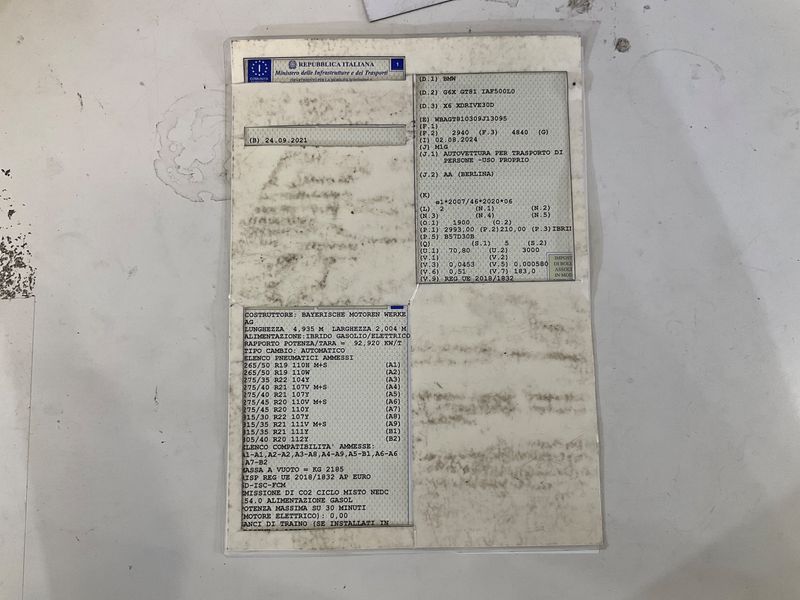 I
REPUBBLICA ITALIANA
1
Ministero delle Infrastrutture e dei Trasporti
(B) 24.09.2021
(D.1) BMW
(D.2) G6X GT81 IAF500L0
(D.3) X6 XDRIVE30D
(E) WBAGT810309J13095
(F.1)
(F.2) 2940 (F.3) 4840 (G)
(I) 02.08.2024
(J) M1G
(J.1) AUTOVETTURA PER TRASPORTO DI
PERSONE -USO PROPRIO
(J.2) AA (BERLINA)
(K)
e1*2007/46*2020*06
(L) 2 (N.1) (N.2)
(N.3) (N.4) (N.5)
(O.1) 1900 (O.2)
(P.1) 2993,00 (P.2)210,00 (P.3)IBRI
(P.5) B57D30B
(Q) (S.1) 5 (S.2)
(U.1) 70,80 (U.2) 3000
(V.1) (V.2)
(V.3) 0,0453 (V.5) 0,000580
(V.6) 0,51 (V.7) 183,0
(V.9) REG UE 2018/1832
IMPOST
DI BOLL
ASSOL
IN MOD
COSTRUTTORE: BAYERISCHE MOTOREN WERKE
AG
LUNGHEZZA 4,935 M LARGHEZZA 2,004 M
ALIMENTAZIONE:IBRIDO GASOLIO/ELETTRICO
RAPPORTO POTENZA/TARA = 92,920 KW/T
TIPO CAMBIO: AUTOMATICO
ELENCO PNEUMATICI AMMESSI
265/50 R19 110H M+S (A1)
265/50 R19 110W (A2)
275/35 R22 104Y (A3)
275/40 R21 107V M+S (A4)
275/40 R21 107Y (A5)
275/45 R20 110V M+S (A6)
275/45 R20 110Y (A7)
315/30 R22 107Y (A8)
315/35 R21 111V M+S (A9)
315/35 R21 111Y (B1)
305/40 R20 112Y (B2)
ELENCO COMPATIBILITA' AMMESSE:
A1-A1,A2-A2,A3-A8,A4-A9,A5-B1,A6-A6
,A7-B2
MASSA A VUOTO = KG 2185
RISP REG UE 2018/1832 AP EURO
6D-ISC-FCM
EMISSIONE DI CO2 CICLO MISTO NEDC
154.0 ALIMENTAZIONE GASOL
POTENZA MASSIMA SU 30 MINUTI
(MOTORE ELETTRICO): 0,00
GANCI DI TRAINO (SE INSTALLATI IN